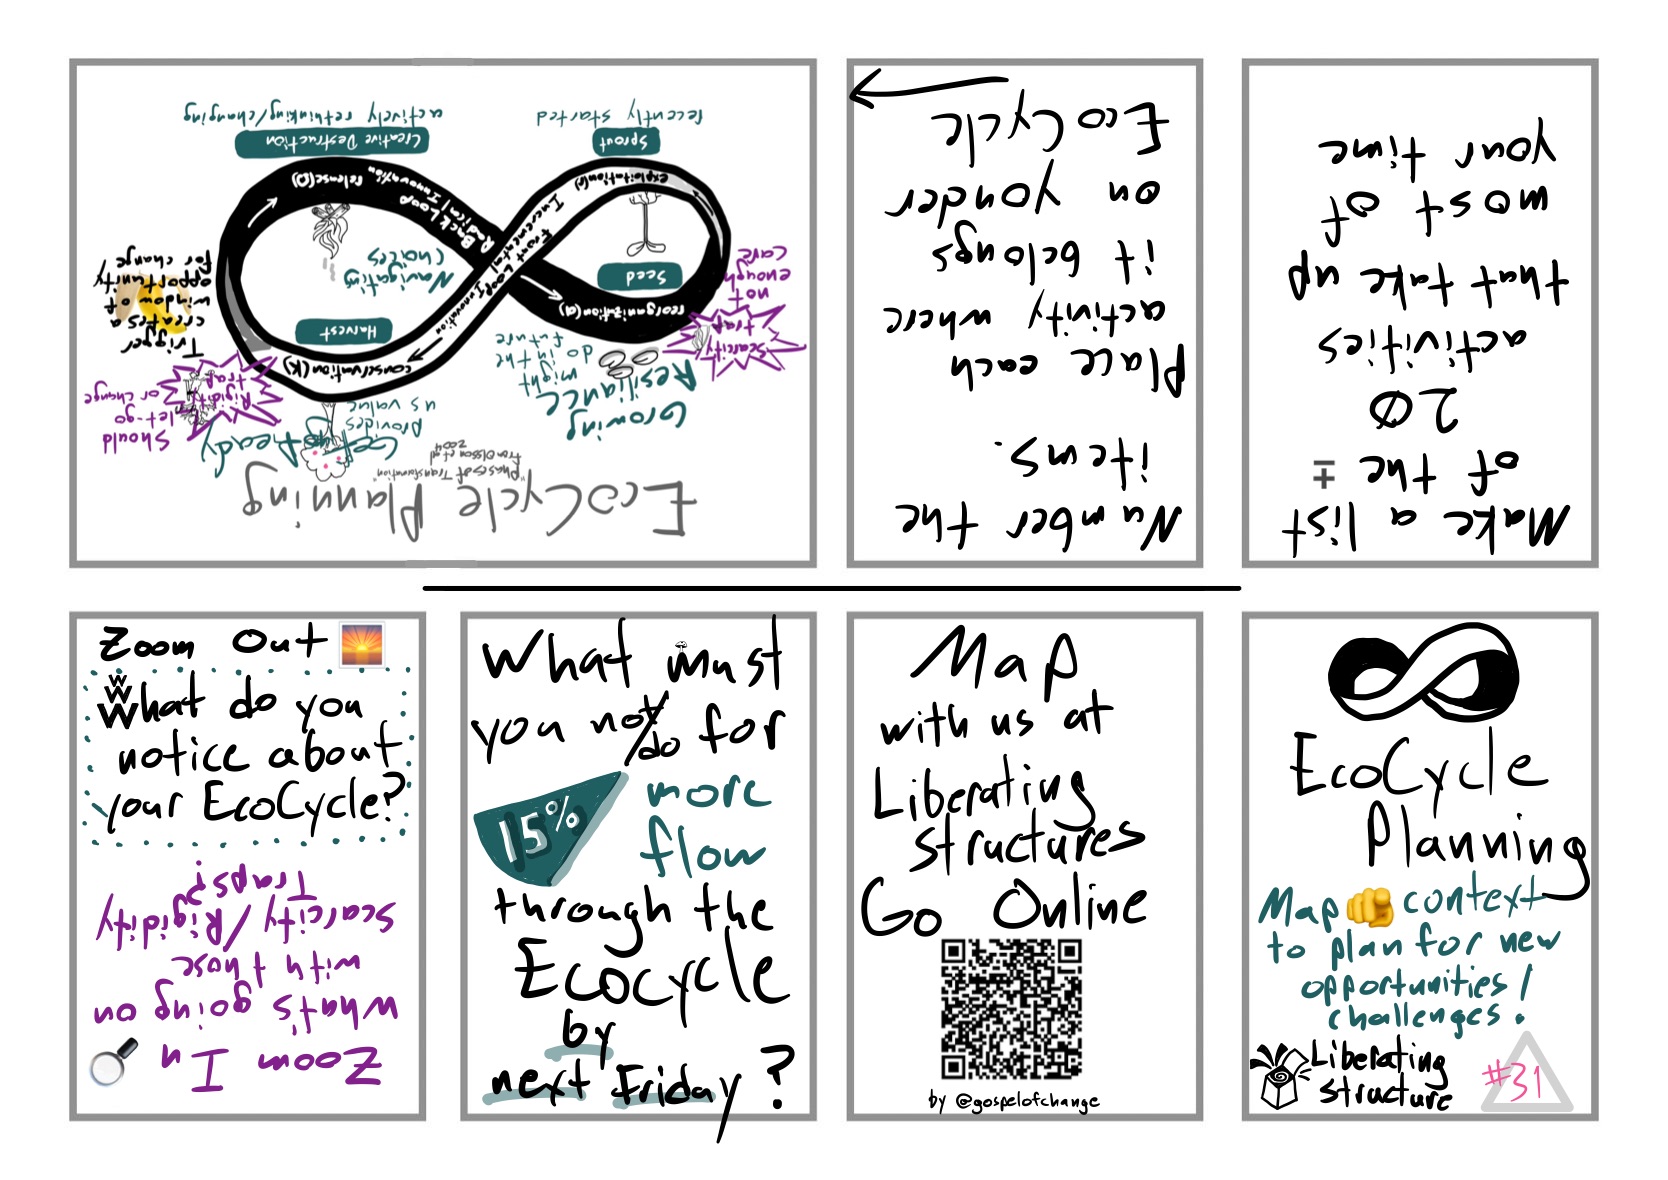 EcoCycle
Planning
Map 👉 context
to plan for new
opportunities/
challenges.
Liberating
Structure
#31
Make a list
of the ±
20
activities
that take up
most of
your time
Number the
items.
Place each
activity where
it belongs
on yonder
EcoCycle
EcoCycle Planning
"Phases of Transformation"
from Olsson et al
2004
Get Ready
provides
us value
Growing
Resiliance
might
do in the
future
Should
let-go
or change
Rigidity
trap
Scarcity
trap
not
enough
care
Trigger
creates a
window of
opportunity
for change
conservation (K)
Harvest
reorganization (α)
Seed
Front Loop
Incremental Innovation
Back Loop
Radical Innovation
Navigating
Choices
exploitation (r)
release (Ω)
Sprout
recently started
Creative Destruction
actively rethinking/changing
Zoom Out
WWWhat do you
notice about
your EcoCycle?
Zoom In
What's going on
with those
Scarcity/Rigidity
Traps?
What must
you not/do for
15% more
flow
through the
Ecocycle
by
next Friday?
Map
with us at
Liberating
Structures
Go Online
by @gospelofchange